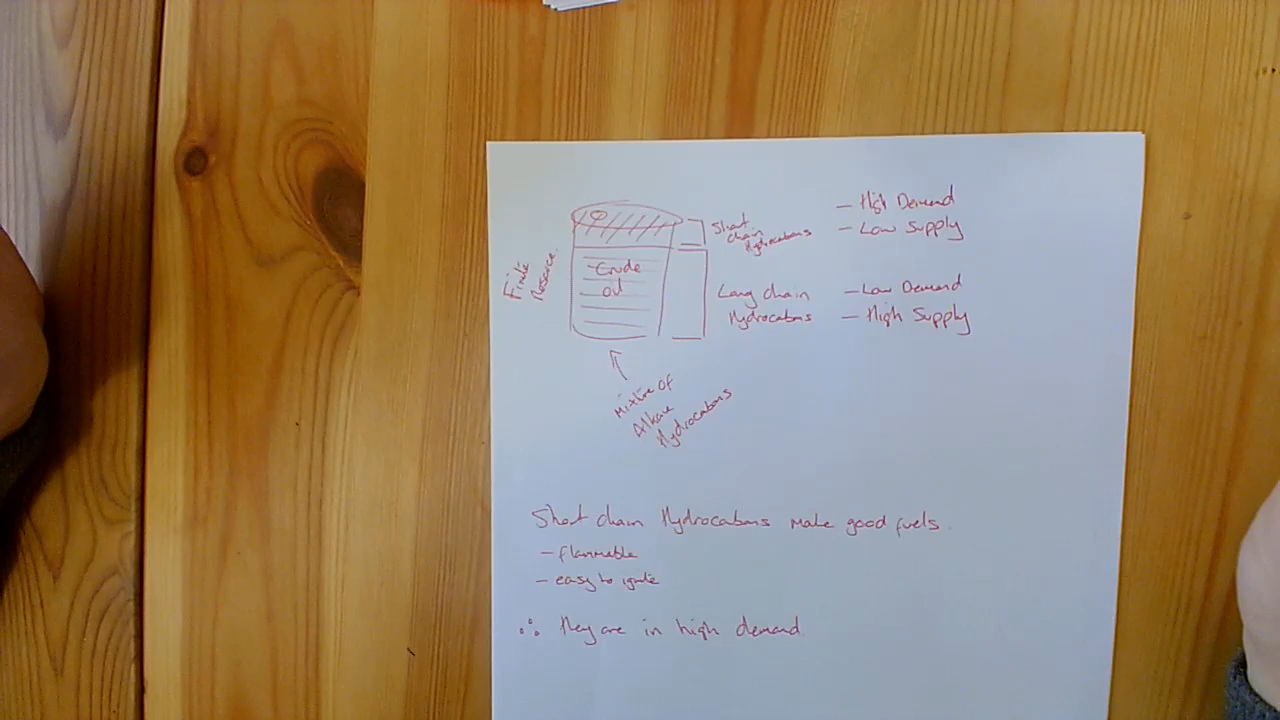 Finite
Resource.
Crude
oil
Short
chain
Hydrocarbons
- High Demand
- Low Supply
Long chain
Hydrocarbons
- Low Demand
- High Supply
Mixture Of
Alkane
Hydrocarbons
Short chain Hydrocarbons make good fuels.
- flammable
- easy to ignite
∴ they are in high demand